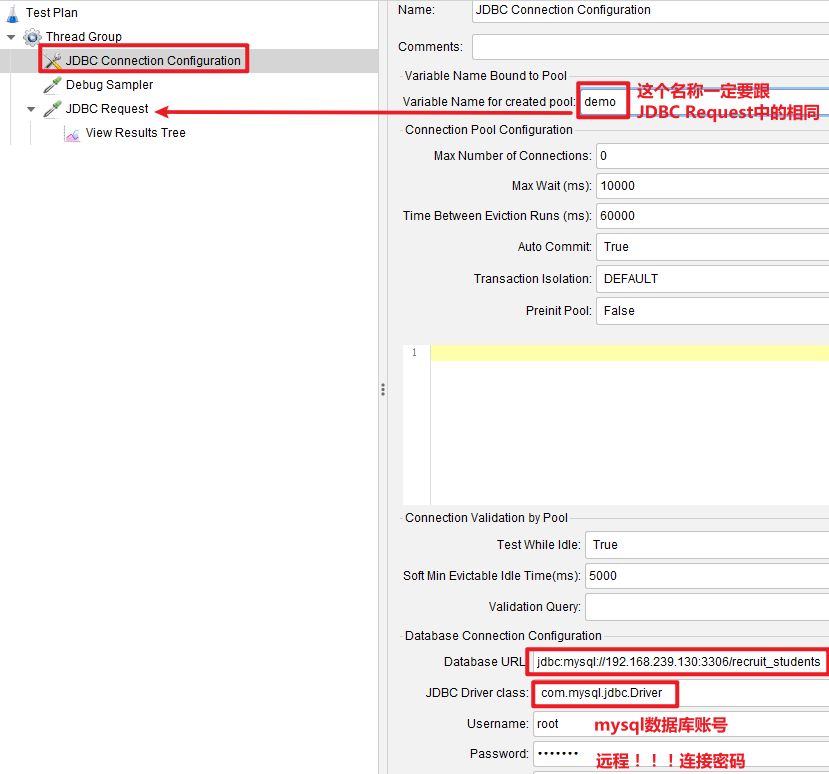 Test Plan
Thread Group
JDBC Connection Configuration
Debug Sampler
JDBC Request
View Results Tree
Name: JDBC Connection Configuration
Comments:
Variable Name Bound to Pool
Variable Name for created pool: demo
这个名称一定要跟
JDBC Request中的相同
Connection Pool Configuration
Max Number of Connections: 0
Max Wait (ms): 10000
Time Between Eviction Runs (ms): 60000
Auto Commit: True
Transaction Isolation: DEFAULT
Preinit Pool: False
1
Connection Validation by Pool
Test While Idle: True
Soft Min Evictable Idle Time(ms): 5000
Validation Query:
Database Connection Configuration
Database URL jdbc:mysql://192.168.239.130:3306/recruit_students
JDBC Driver class: com.mysql.jdbc.Driver
Username: root mysql数据库账号
Password: ••••••• 远程！！！连接密码